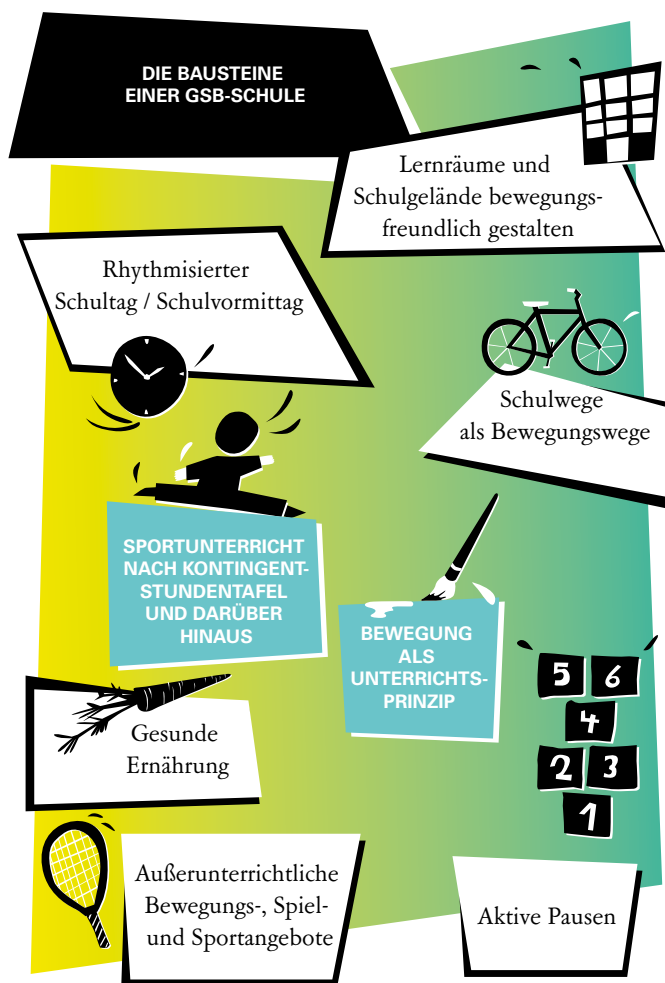 DIE BAUSTEINE
EINER GSB-SCHULE
Lernräume und
Schulgelände bewegungs-
freundlich gestalten
Rhythmisierter
Schultag / Schulvormittag
Schulwege
als Bewegungswege
SPORTUNTERRICHT
NACH KONTINGENT-
STUNDENTAFEL
UND DARÜBER
HINAUS
BEWEGUNG
ALS
UNTERRICHTS-
PRINZIP
5 6
4
2 3
1
Gesunde
Ernährung
Außerunterrichtliche
Bewegungs-, Spiel-
und Sportangebote
Aktive Pausen